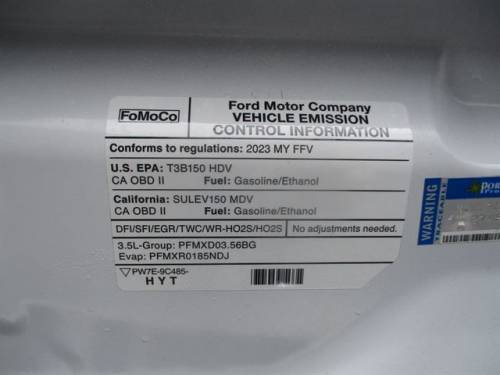 FoMoCo
Ford Motor Company
VEHICLE EMISSION
CONTROL INFORMATION
Conforms to regulations: 2023 MY FFV
U.S. EPA: T3B150 HDV
CA OBD II Fuel: Gasoline/Ethanol
California: SULEV150 MDV
CA OBD II Fuel: Gasoline/Ethanol
DFI/SFI/EGR/TWC/WR-HO2S/HO2S No adjustments needed.
3.5L-Group: PFMXD03.56BG
Evap: PFMXR0185NDJ
PW7E-9C485-
HYT
WARNING
TRACEABLE